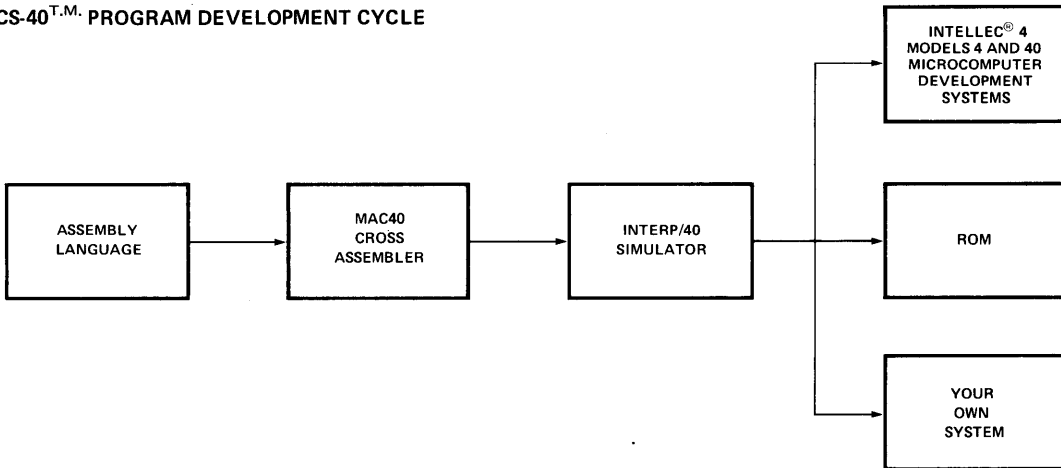 CS-40T.M. PROGRAM DEVELOPMENT CYCLE
INTELLEC® 4
MODELS 4 AND 40
MICROCOMPUTER
DEVELOPMENT
SYSTEMS
ASSEMBLY
LANGUAGE
MAC40
CROSS
ASSEMBLER
INTERP/40
SIMULATOR
ROM
YOUR
OWN
SYSTEM